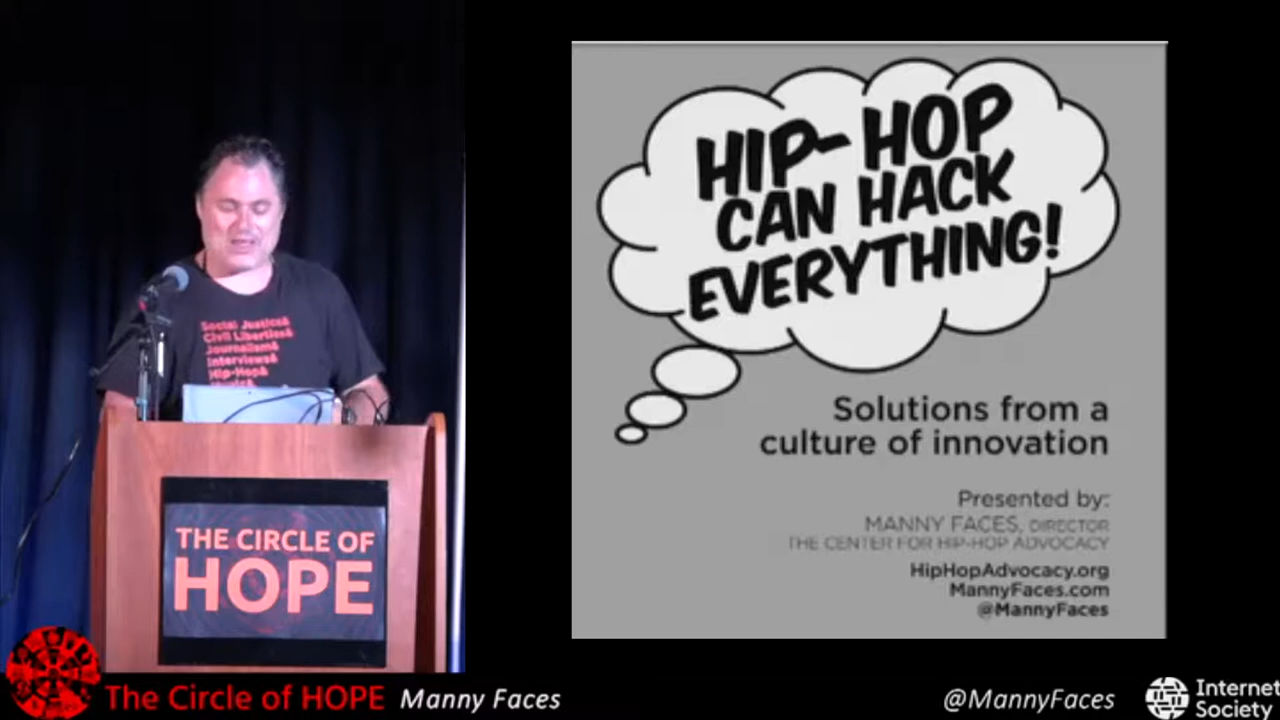 HIP-HOP
CAN HACK
EVERYTHING!
Solutions from a
culture of innovation
Presented by:
MANNY FACES, DIRECTOR
THE CENTER FOR HIP-HOP ADVOCACY
HipHopAdvocacy.org
MannyFaces.com
@MannyFaces
Social Justice&
Civil Liberties&
Journalism&
Interviews&
Hip-Hop&
THE CIRCLE OF
HOPE
The Circle of HOPE Manny Faces
@MannyFaces
Internet
Society